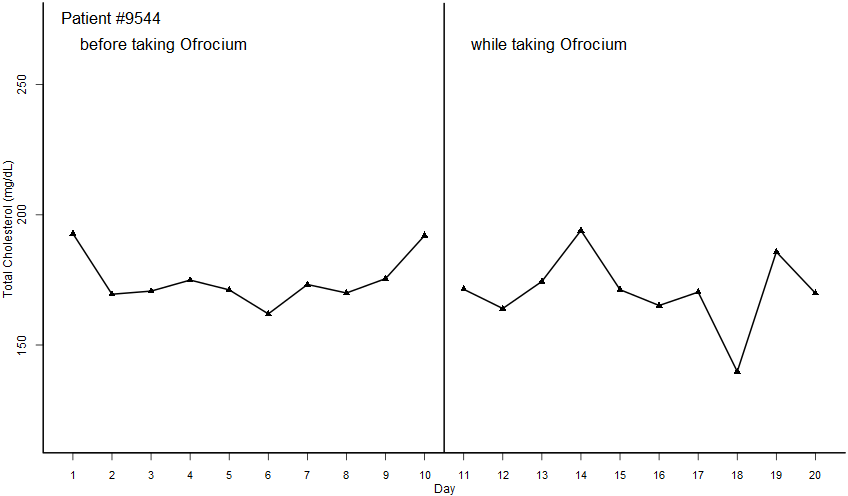 Patient #9544
before taking Ofrocium
while taking Ofrocium
Total Cholesterol (mg/dL)
250
200
150
1 2 3 4 5 6 7 8 9 10 11 12 13 14 15 16 17 18 19 20
Day